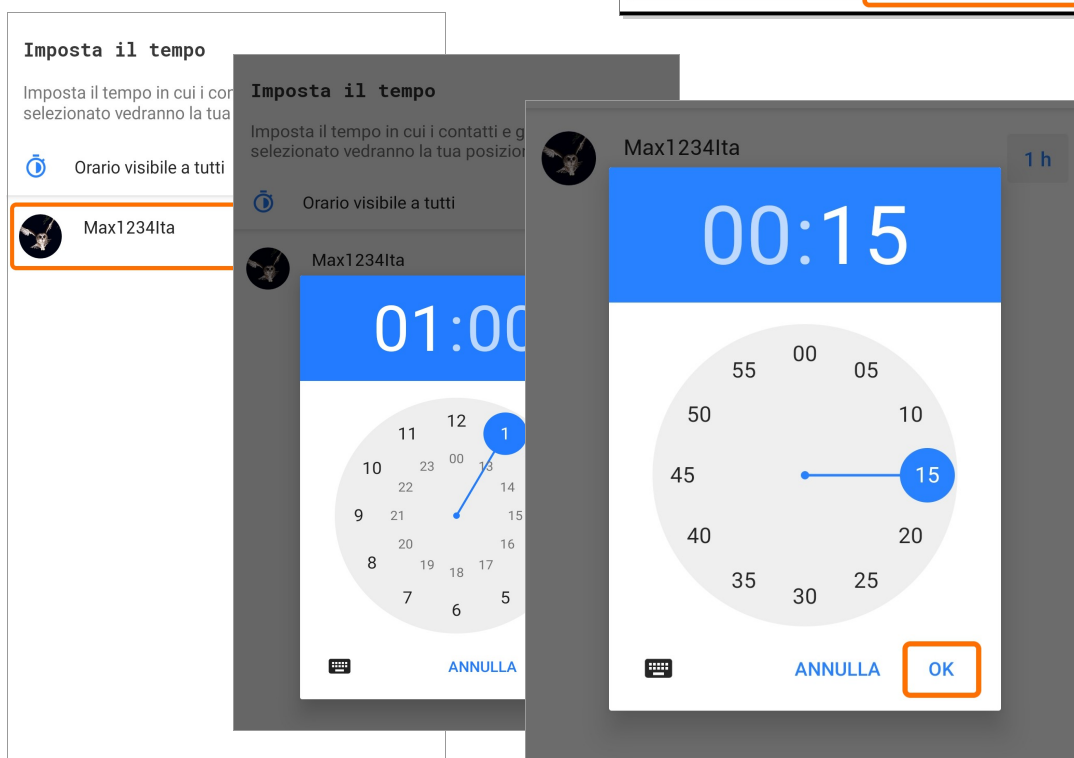 Imposta il tempo
Imposta il tempo in cui i con
selezionato vedranno la tua
Orario visibile a tutti
Max1234Ita
Imposta il tempo
Imposta il tempo in cui i contatti e g
selezionato vedranno la tua posizion
Orario visibile a tutti
Max1234Ita
01:00
12
11
1
10
23
00
13
22
14
9
21
15
20
16
8
19
18
17
7
5
6
ANNULLA
Max1234Ita
1 h
00:15
00
55
05
50
10
45
15
40
20
35
25
30
ANNULLA
OK